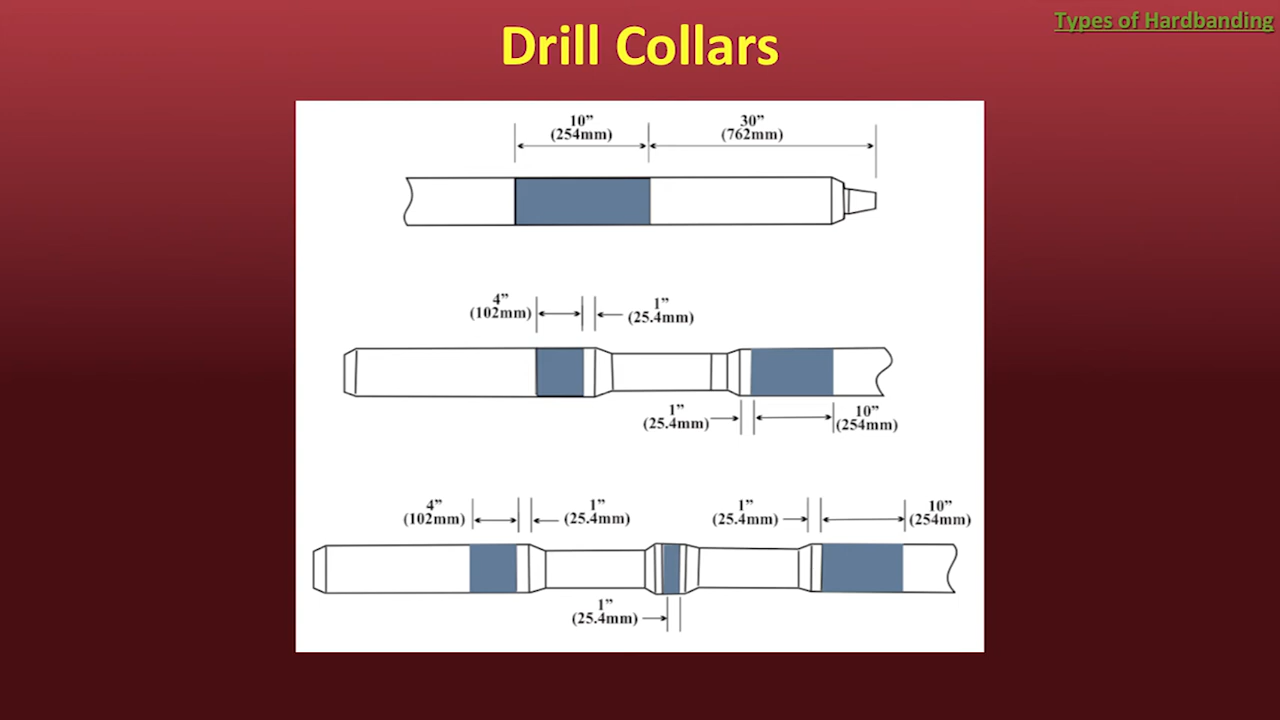 Types of Hardbanding
Drill Collars
10”
(254mm)
30”
(762mm)
4”
(102mm)
1”
(25.4mm)
1”
(25.4mm)
10”
(254mm)
4”
(102mm)
1”
(25.4mm)
1”
(25.4mm)
10”
(254mm)
1”
(25.4mm)